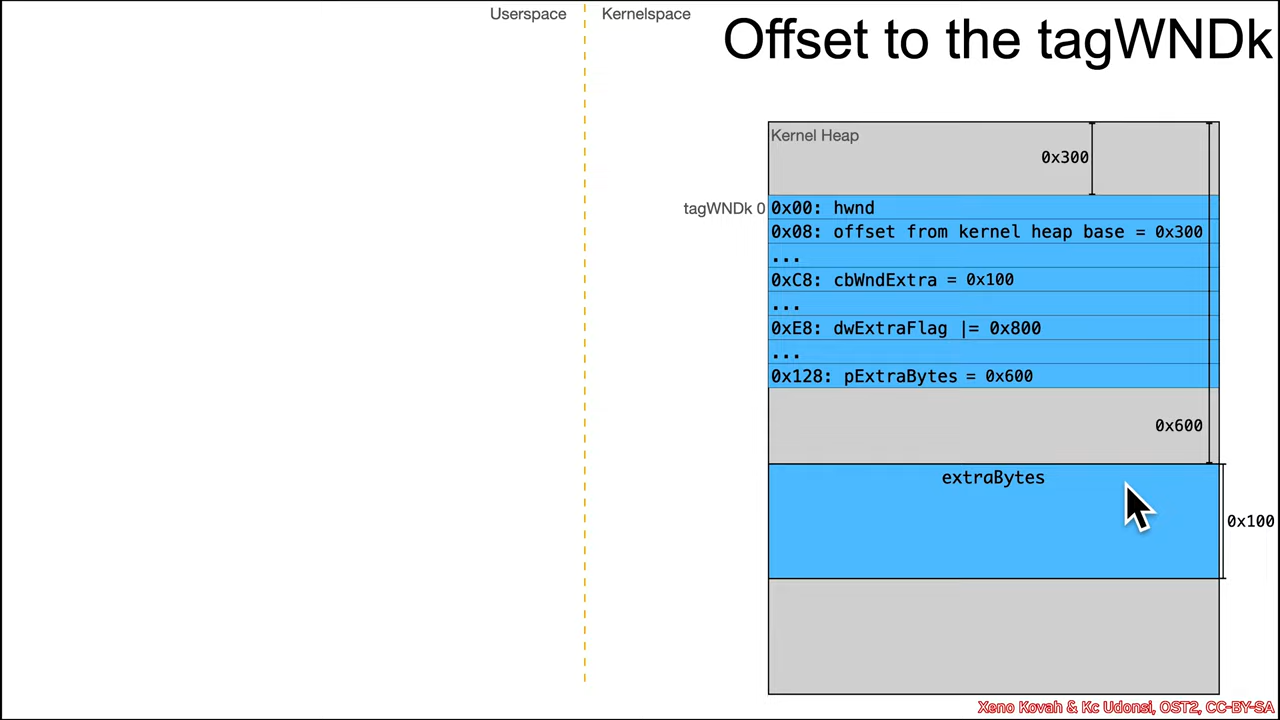 Userspace
Kernelspace
Offset to the tagWNDk
Kernel Heap
0x300
tagWNDk 0
0x00: hwnd
0x08: offset from kernel heap base = 0x300
...
0xC8: cbWndExtra = 0x100
...
0xE8: dwExtraFlag |= 0x800
...
0x128: pExtraBytes = 0x600
0x600
extraBytes
0x100
Xeno Kovah & Kc Udonsi, OST2, CC-BY-SA